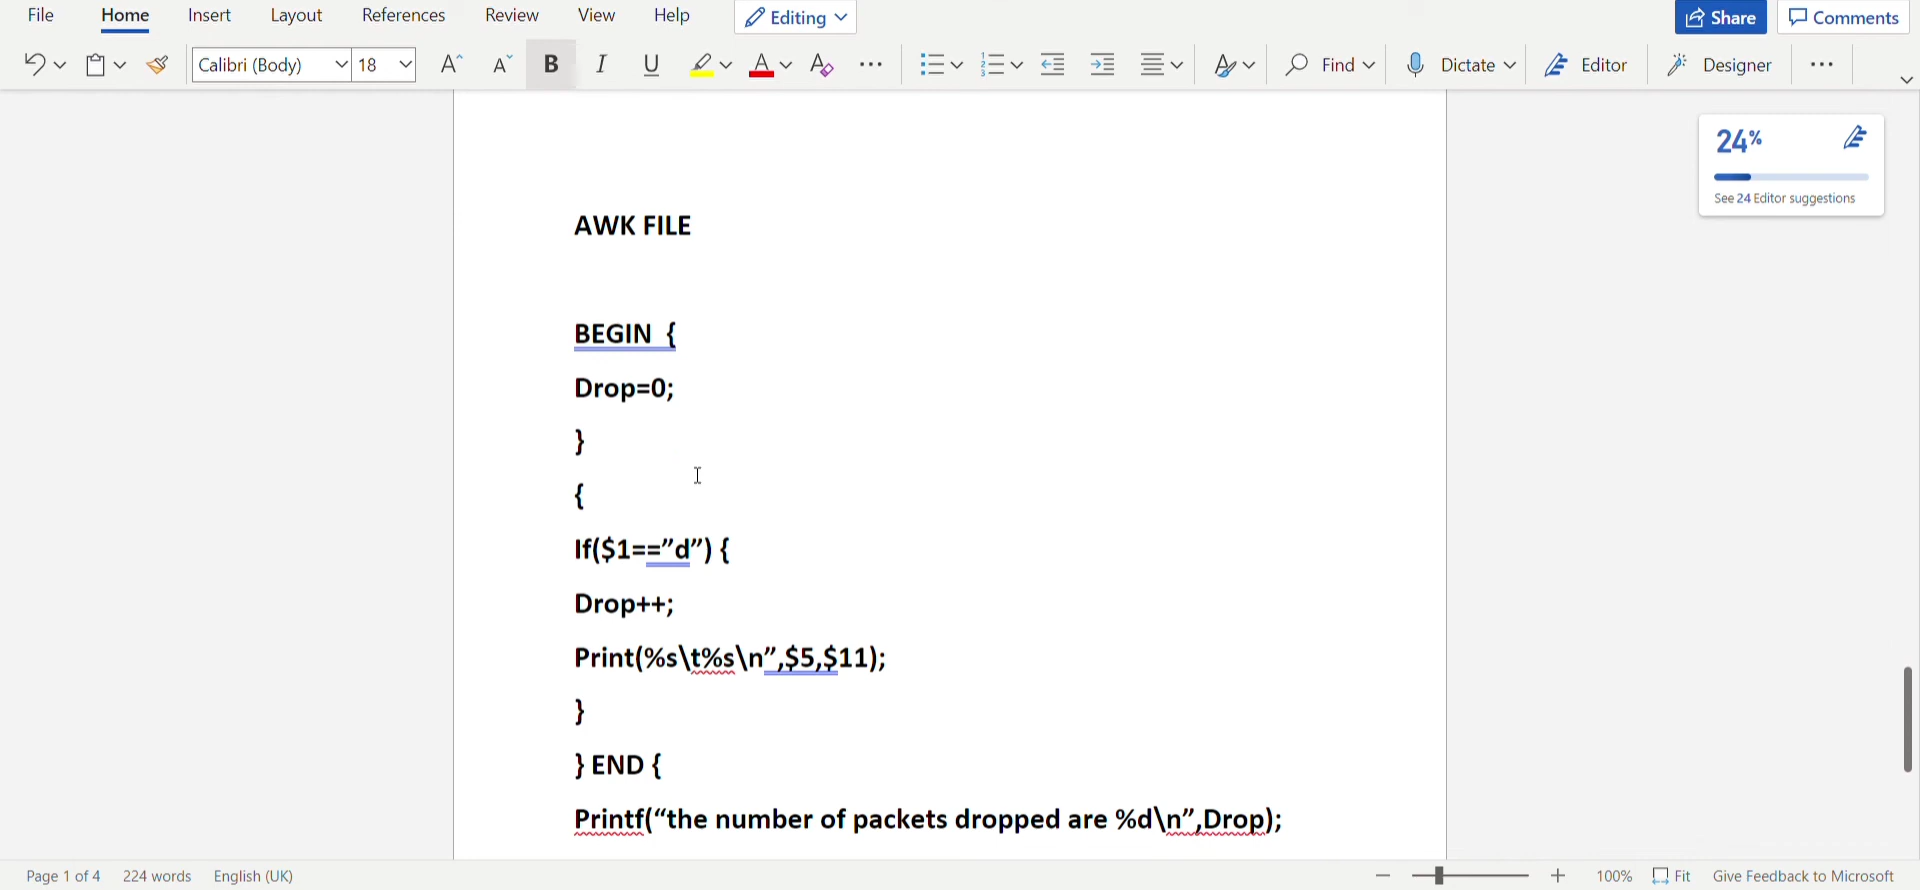 File Home Insert Layout References Review View Help Editing Share Comments
Calibri (Body) 18 A A B I U A A ... Find Dictate Editor Designer ...
24%
See 24 Editor suggestions
AWK FILE
BEGIN {
Drop=0;
}
{
If($1==”d”) {
Drop++;
Print(%s\t%s\n”,$5,$11);
}
} END {
Printf(“the number of packets dropped are %d\n”,Drop);
Page 1 of 4 224 words English (UK) 100% Fit Give Feedback to Microsoft